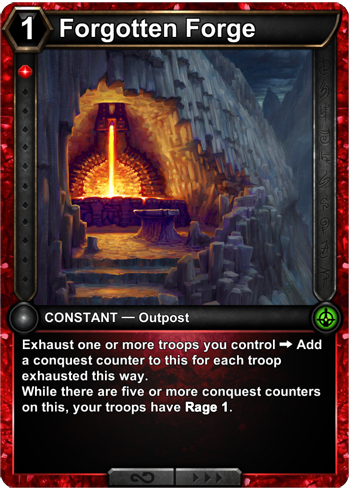 1 Forgotten Forge
CONSTANT — Outpost
Exhaust one or more troops you control ➡ Add
a conquest counter to this for each troop
exhausted this way.
While there are five or more conquest counters
on this, your troops have Rage 1.